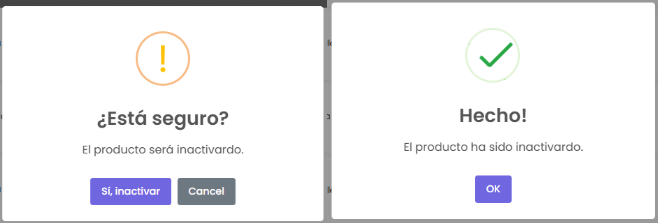 !
¿Está seguro?
El producto será inactivardo.
Sí, inactivar
Cancel
Hecho!
El producto ha sido inactivardo.
OK